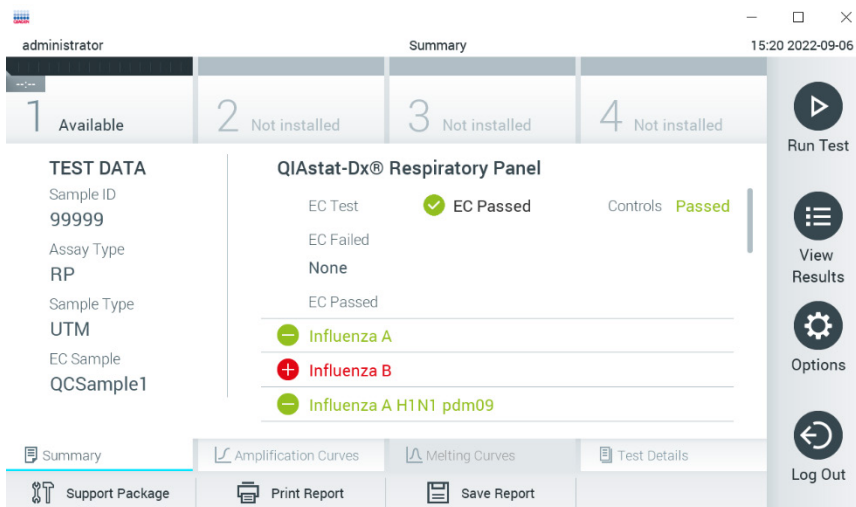 administrator Summary 15:20 2022-09-06
--:--
1 Available 2 Not installed 3 Not installed 4 Not installed
Run Test
TEST DATA
Sample ID
99999
Assay Type
RP
Sample Type
UTM
EC Sample
QCSample1
QIAstat-Dx® Respiratory Panel
EC Test EC Passed Controls Passed
EC Failed
None
EC Passed
Influenza A
Influenza B
Influenza A H1N1 pdm09
View
Results
Options
Log Out
Summary Amplification Curves Melting Curves Test Details
Support Package Print Report Save Report